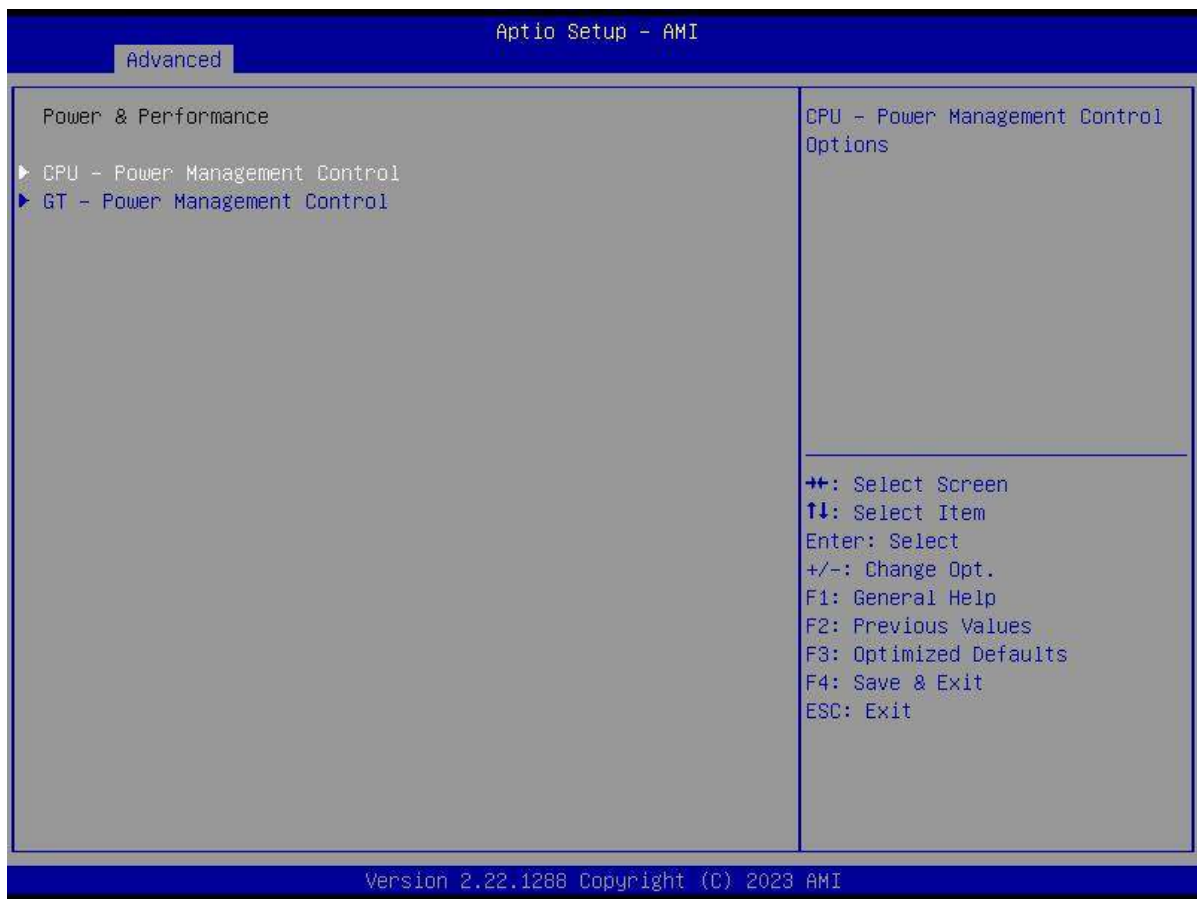 Aptio Setup – AMI
Advanced
Power & Performance
CPU – Power Management Control
GT – Power Management Control
CPU – Power Management Control
Options
→←: Select Screen
↑↓: Select Item
Enter: Select
+/-: Change Opt.
F1: General Help
F2: Previous Values
F3: Optimized Defaults
F4: Save & Exit
ESC: Exit
Version 2.22.1288 Copyright (C) 2023 AMI